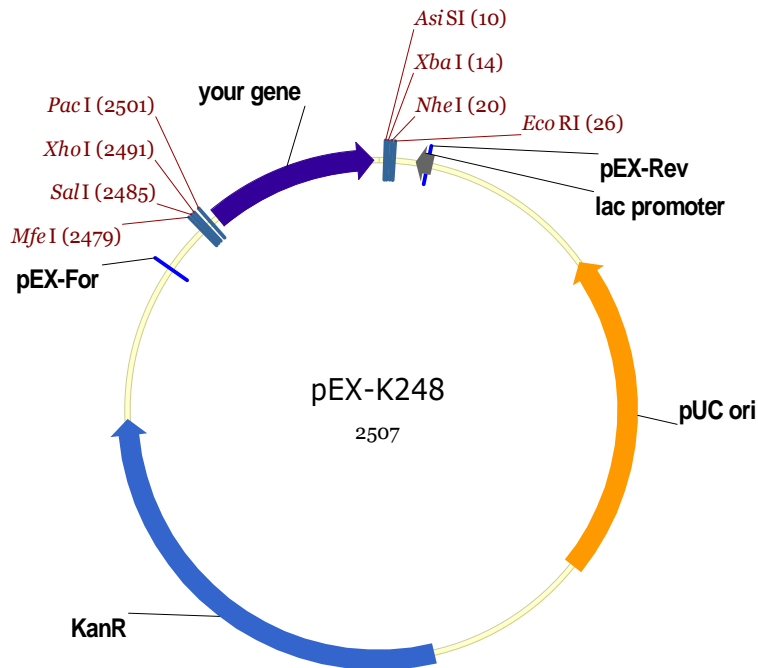 AsiSI (10)
XbaI (14)
NheI (20)
EcoRI (26)
your gene
PacI (2501)
XhoI (2491)
SalI (2485)
MfeI (2479)
pEX-For
pEX-Rev
lac promoter
pEX-K248
2507
pUC ori
KanR